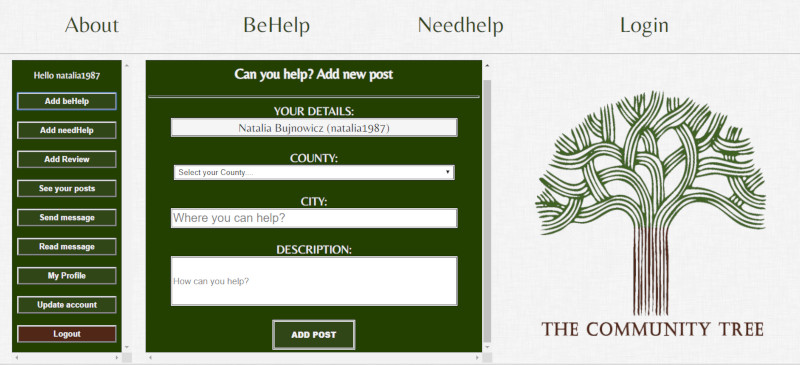 About
BeHelp
Needhelp
Login
Hello natalia1987
Add beHelp
Add needHelp
Add Review
See your posts
Send message
Read message
My Profile
Update account
Logout
Can you help? Add new post
YOUR DETAILS:
Natalia Bujnowicz (natalia1987)
COUNTY:
Select your County...
CITY:
Where you can help?
DESCRIPTION:
How can you help?
ADD POST
THE COMMUNITY TREE